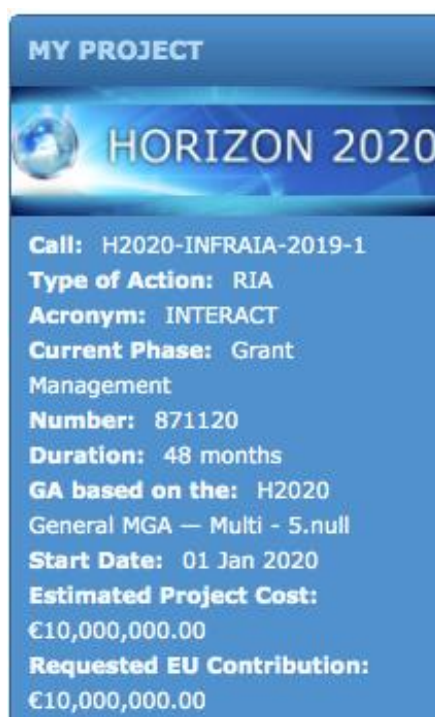 MY PROJECT
HORIZON 2020
Call: H2020-INFRAIA-2019-1
Type of Action: RIA
Acronym: INTERACT
Current Phase: Grant
Management
Number: 871120
Duration: 48 months
GA based on the: H2020
General MGA — Multi - 5.null
Start Date: 01 Jan 2020
Estimated Project Cost:
€10,000,000.00
Requested EU Contribution:
€10,000,000.00